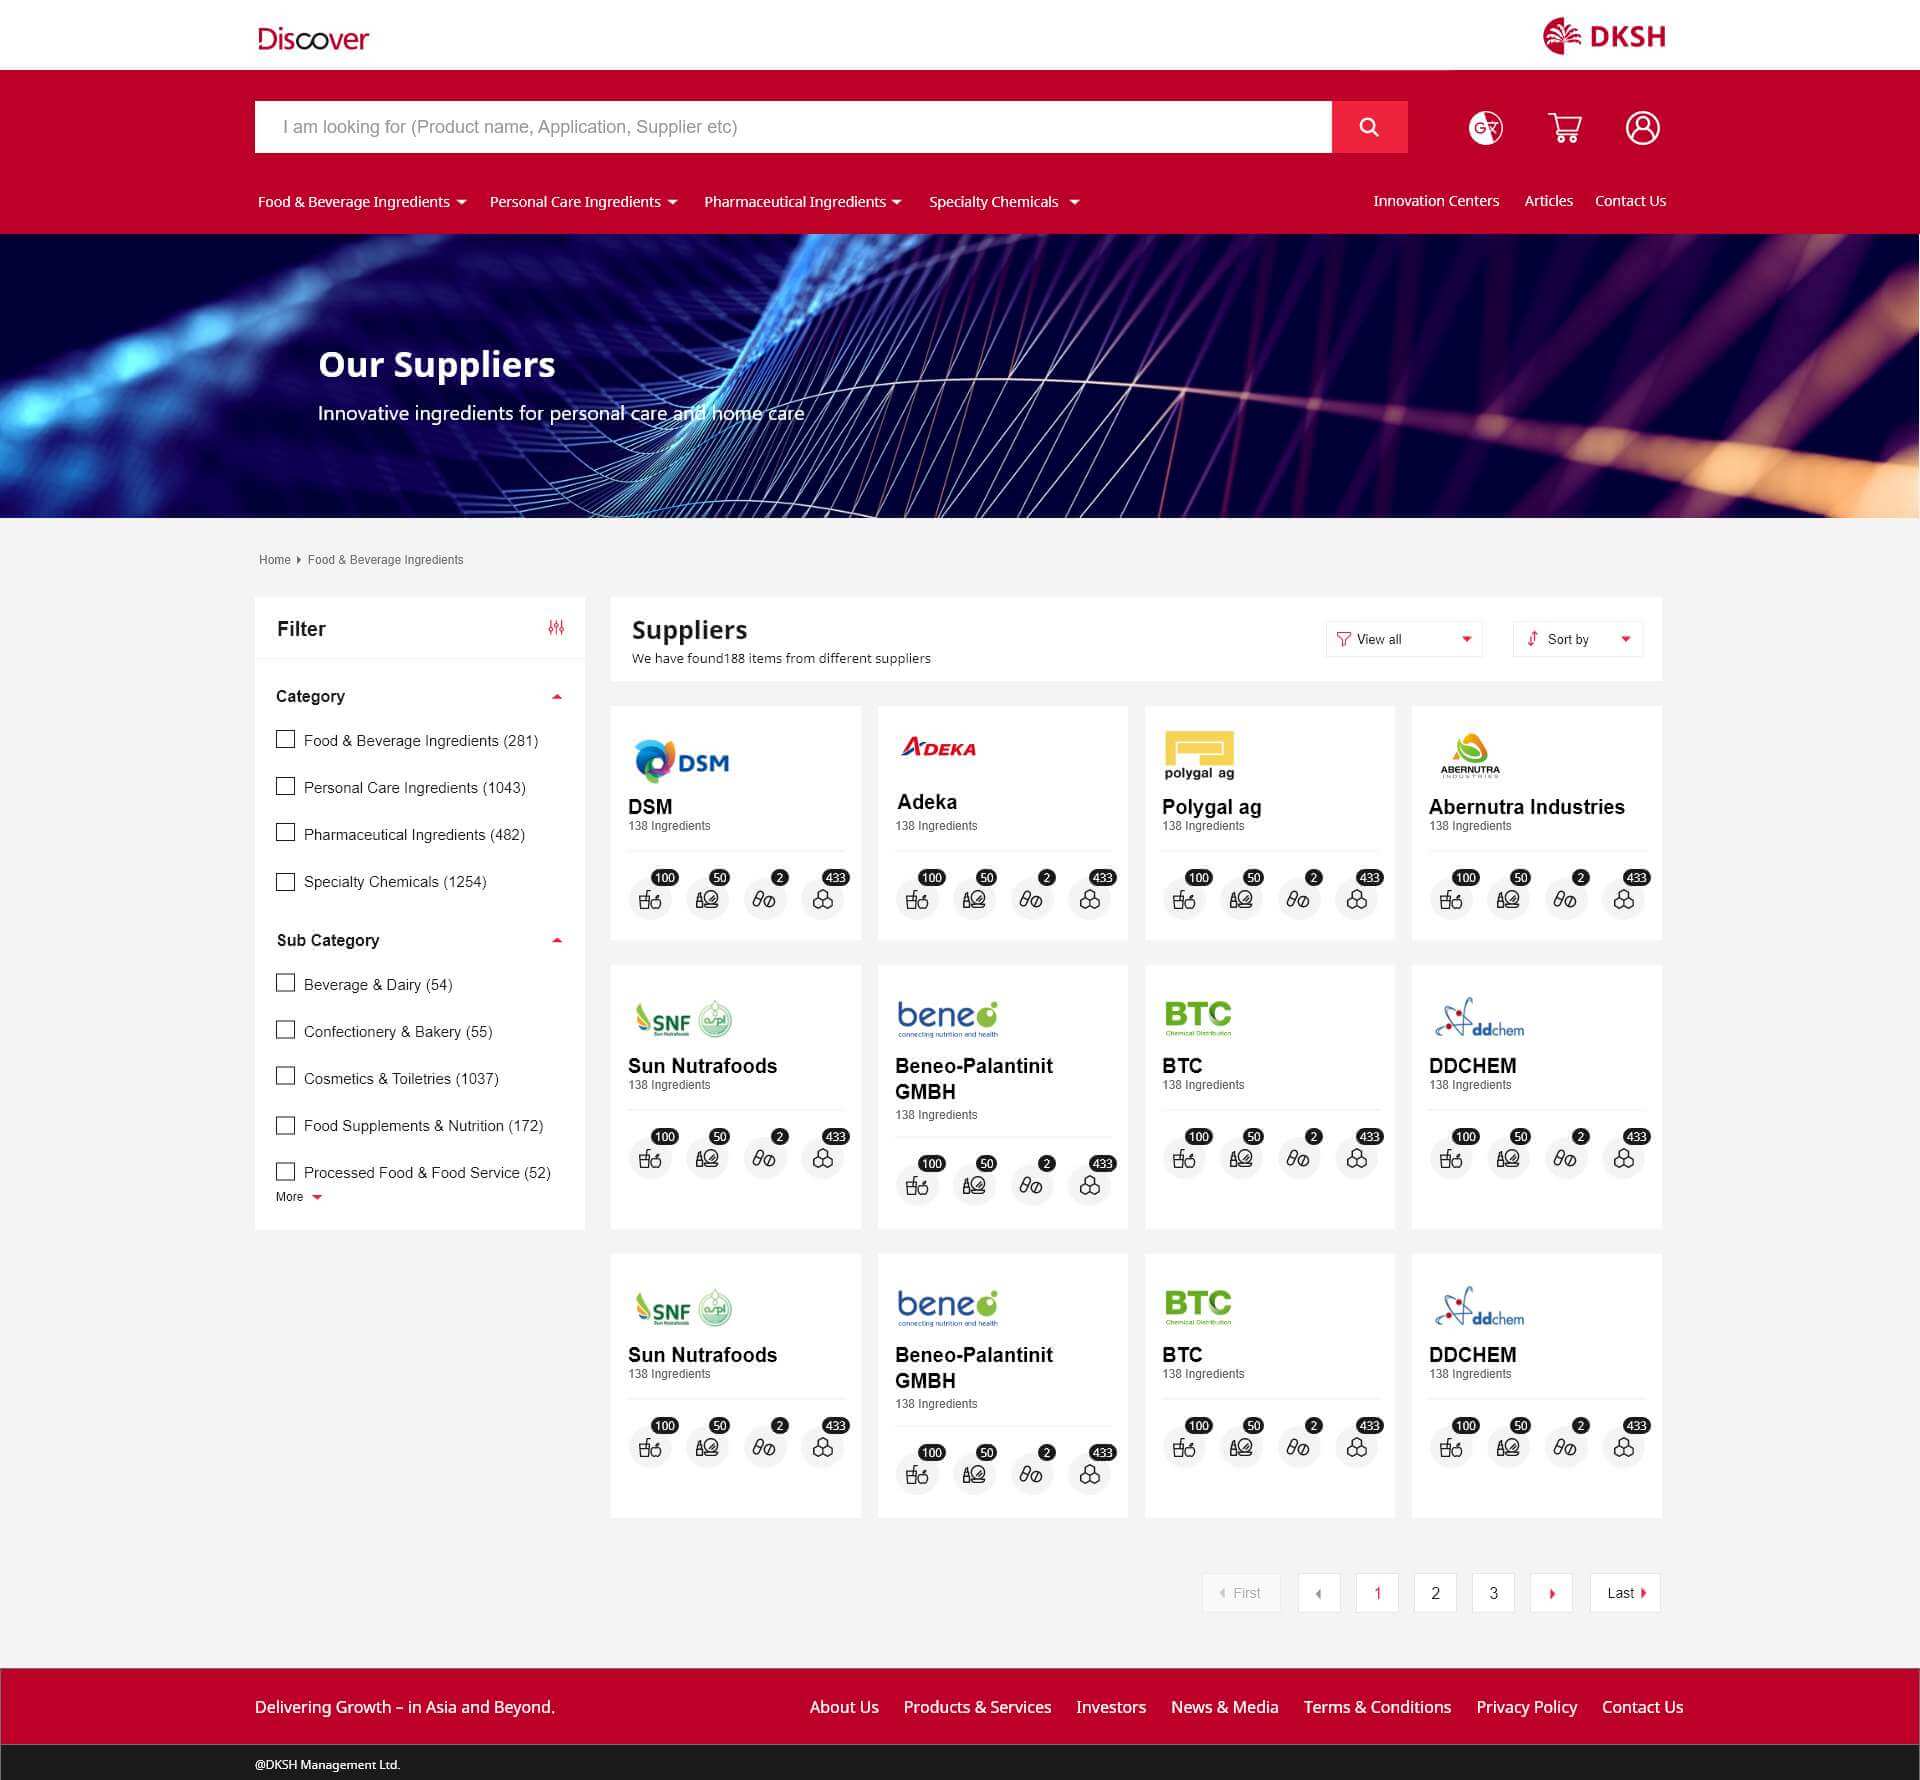 Discover
DKSH
I am looking for (Product name, Application, Supplier etc)
G文
Food & Beverage Ingredients Personal Care Ingredients Pharmaceutical Ingredients Specialty Chemicals Innovation Centers Articles Contact Us
Our Suppliers
Innovative ingredients for personal care and home care
Home Food & Beverage Ingredients
Filter
Category
Food & Beverage Ingredients (281)
Personal Care Ingredients (1043)
Pharmaceutical Ingredients (482)
Specialty Chemicals (1254)
Sub Category
Beverage & Dairy (54)
Confectionery & Bakery (55)
Cosmetics & Toiletries (1037)
Food Supplements & Nutrition (172)
Processed Food & Food Service (52)
More
Suppliers
We have found188 items from different suppliers
View all
Sort by
DSM
DSM
138 Ingredients
100 50 2 433
ADEKA
Adeka
138 Ingredients
100 50 2 433
polygal ag
Polygal ag
138 Ingredients
100 50 2 433
ABERNUTRA
INDUSTRIES
Abernutra Industries
138 Ingredients
100 50 2 433
SNF aspl
Sun Nutrafoods
Sun Nutrafoods
138 Ingredients
100 50 2 433
beneo
connecting nutrition and health
Beneo-Palantinit
GMBH
138 Ingredients
100 50 2 433
BTC
Chemical Distribution
BTC
138 Ingredients
100 50 2 433
ddchem
DDCHEM
138 Ingredients
100 50 2 433
SNF aspl
Sun Nutrafoods
Sun Nutrafoods
138 Ingredients
100 50 2 433
beneo
connecting nutrition and health
Beneo-Palantinit
GMBH
138 Ingredients
100 50 2 433
BTC
Chemical Distribution
BTC
138 Ingredients
100 50 2 433
ddchem
DDCHEM
138 Ingredients
100 50 2 433
First 1 2 3 Last
Delivering Growth – in Asia and Beyond.
About Us Products & Services Investors News & Media Terms & Conditions Privacy Policy Contact Us
@DKSH Management Ltd.